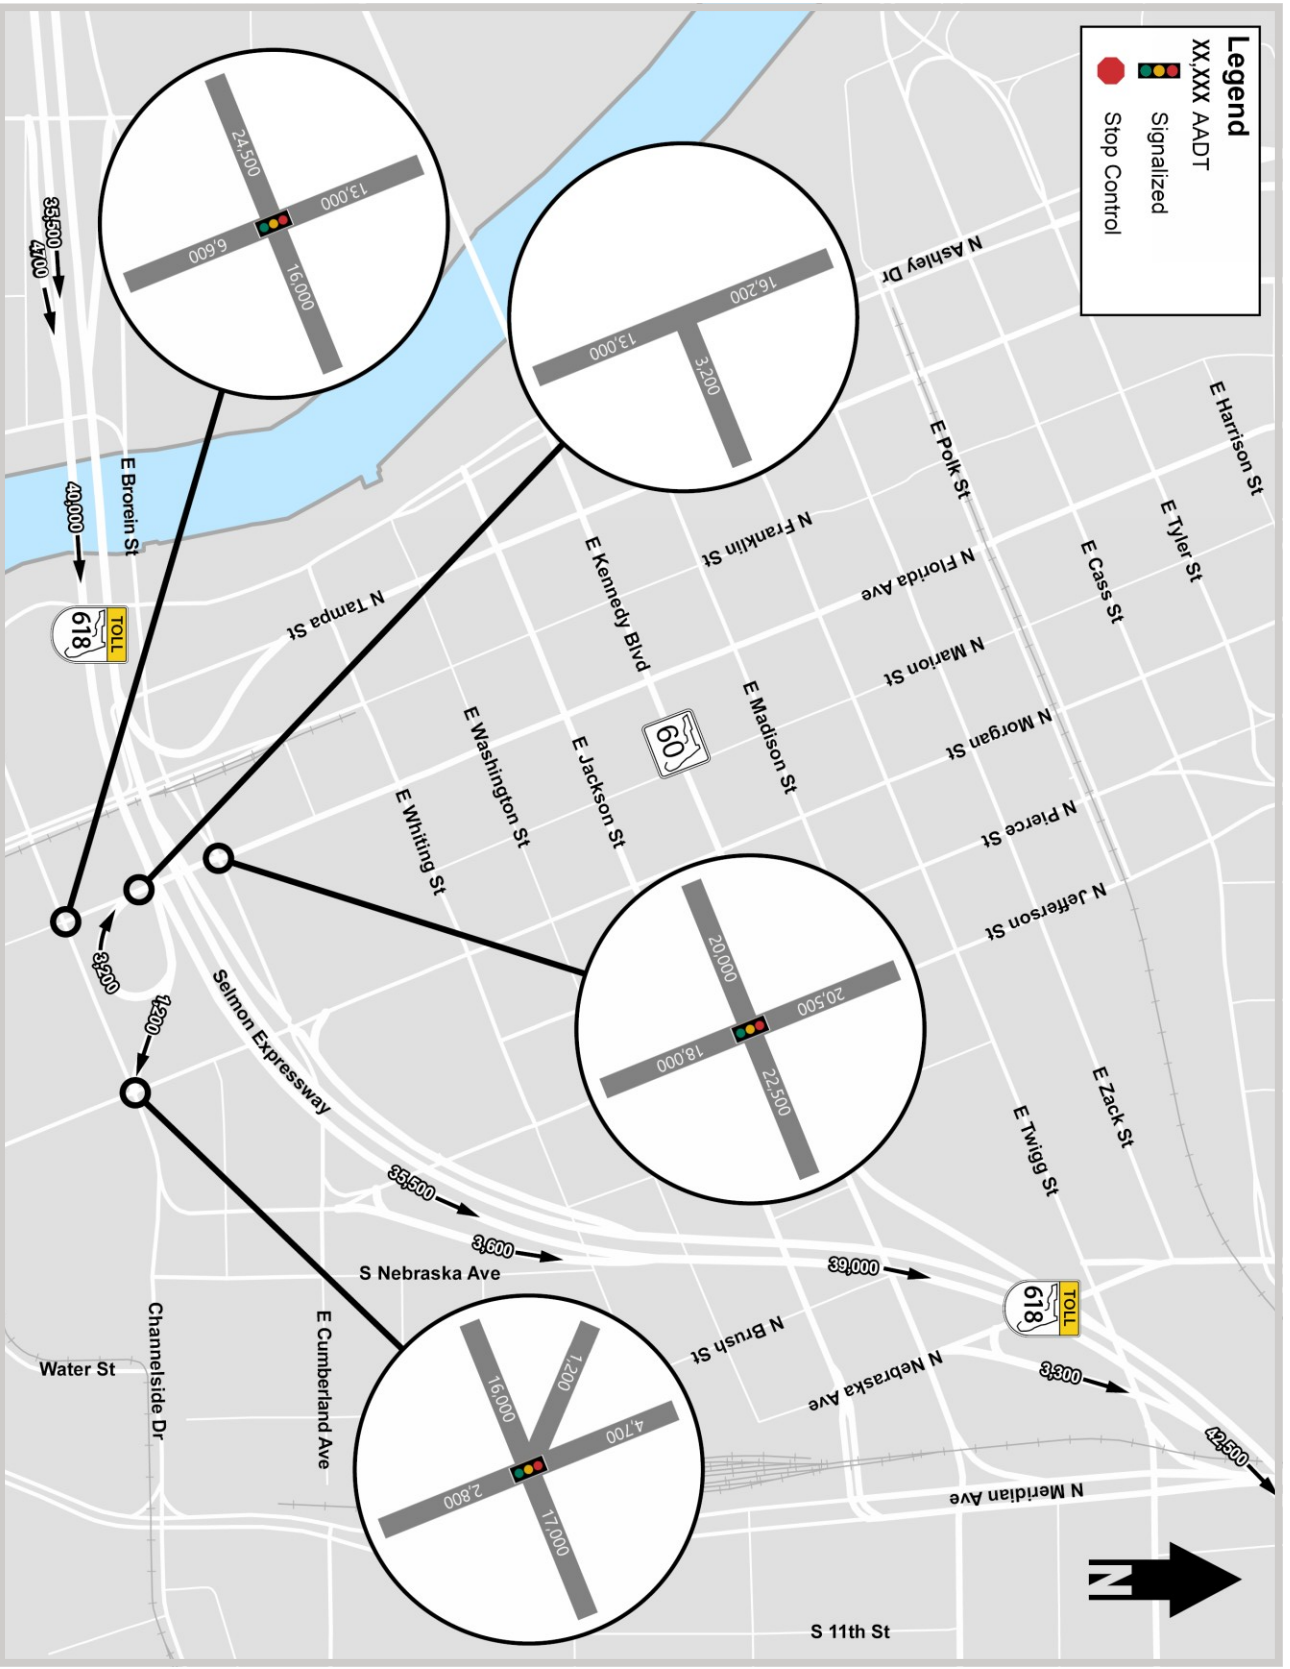 Legend
XX,XXX AADT
Signalized
Stop Control
24,500
13,000
6,600
16,000
16,200
13,000
3,200
20,000
20,500
18,000
22,500
16,000
1,200
4,700
2,800
17,000
35,500
4,700
40,000
TOLL
618
3,200
1,200
35,500
3,600
39,000
TOLL
618
3,300
42,500
60
E Brorein St
N Tampa St
N Ashley Dr
E Polk St
E Harrison St
E Tyler St
E Cass St
N Franklin St
N Florida Ave
N Marion St
N Morgan St
N Pierce St
N Jefferson St
E Kennedy Blvd
E Madison St
E Jackson St
E Washington St
E Whiting St
Selmon Expressway
E Zack St
E Twigg St
S Nebraska Ave
N Brush St
N Nebraska Ave
N Meridian Ave
E Cumberland Ave
Channelside Dr
Water St
S 11th St
N